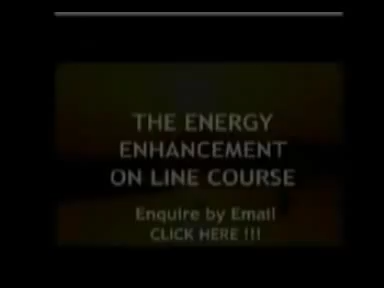 THE ENERGY
ENHANCEMENT
ON LINE COURSE
Enquire by Email
CLICK HERE !!!